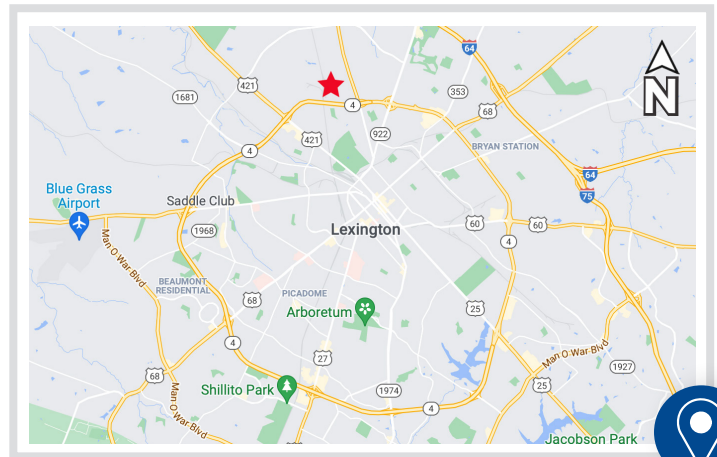 64
N
421
1681
353
4
68
421
922
BRYAN STATION
4
64
Blue Grass
Airport
75
Saddle Club
60
60
1968
Lexington
4
Man O War Blvd
BEAUMONT
RESIDENTIAL
PICADOME
68
Arboretum
25
4
Man O War Blvd
27
1927
68
Shillito Park
1974
25
Man O War Blvd
4
Jacobson Park